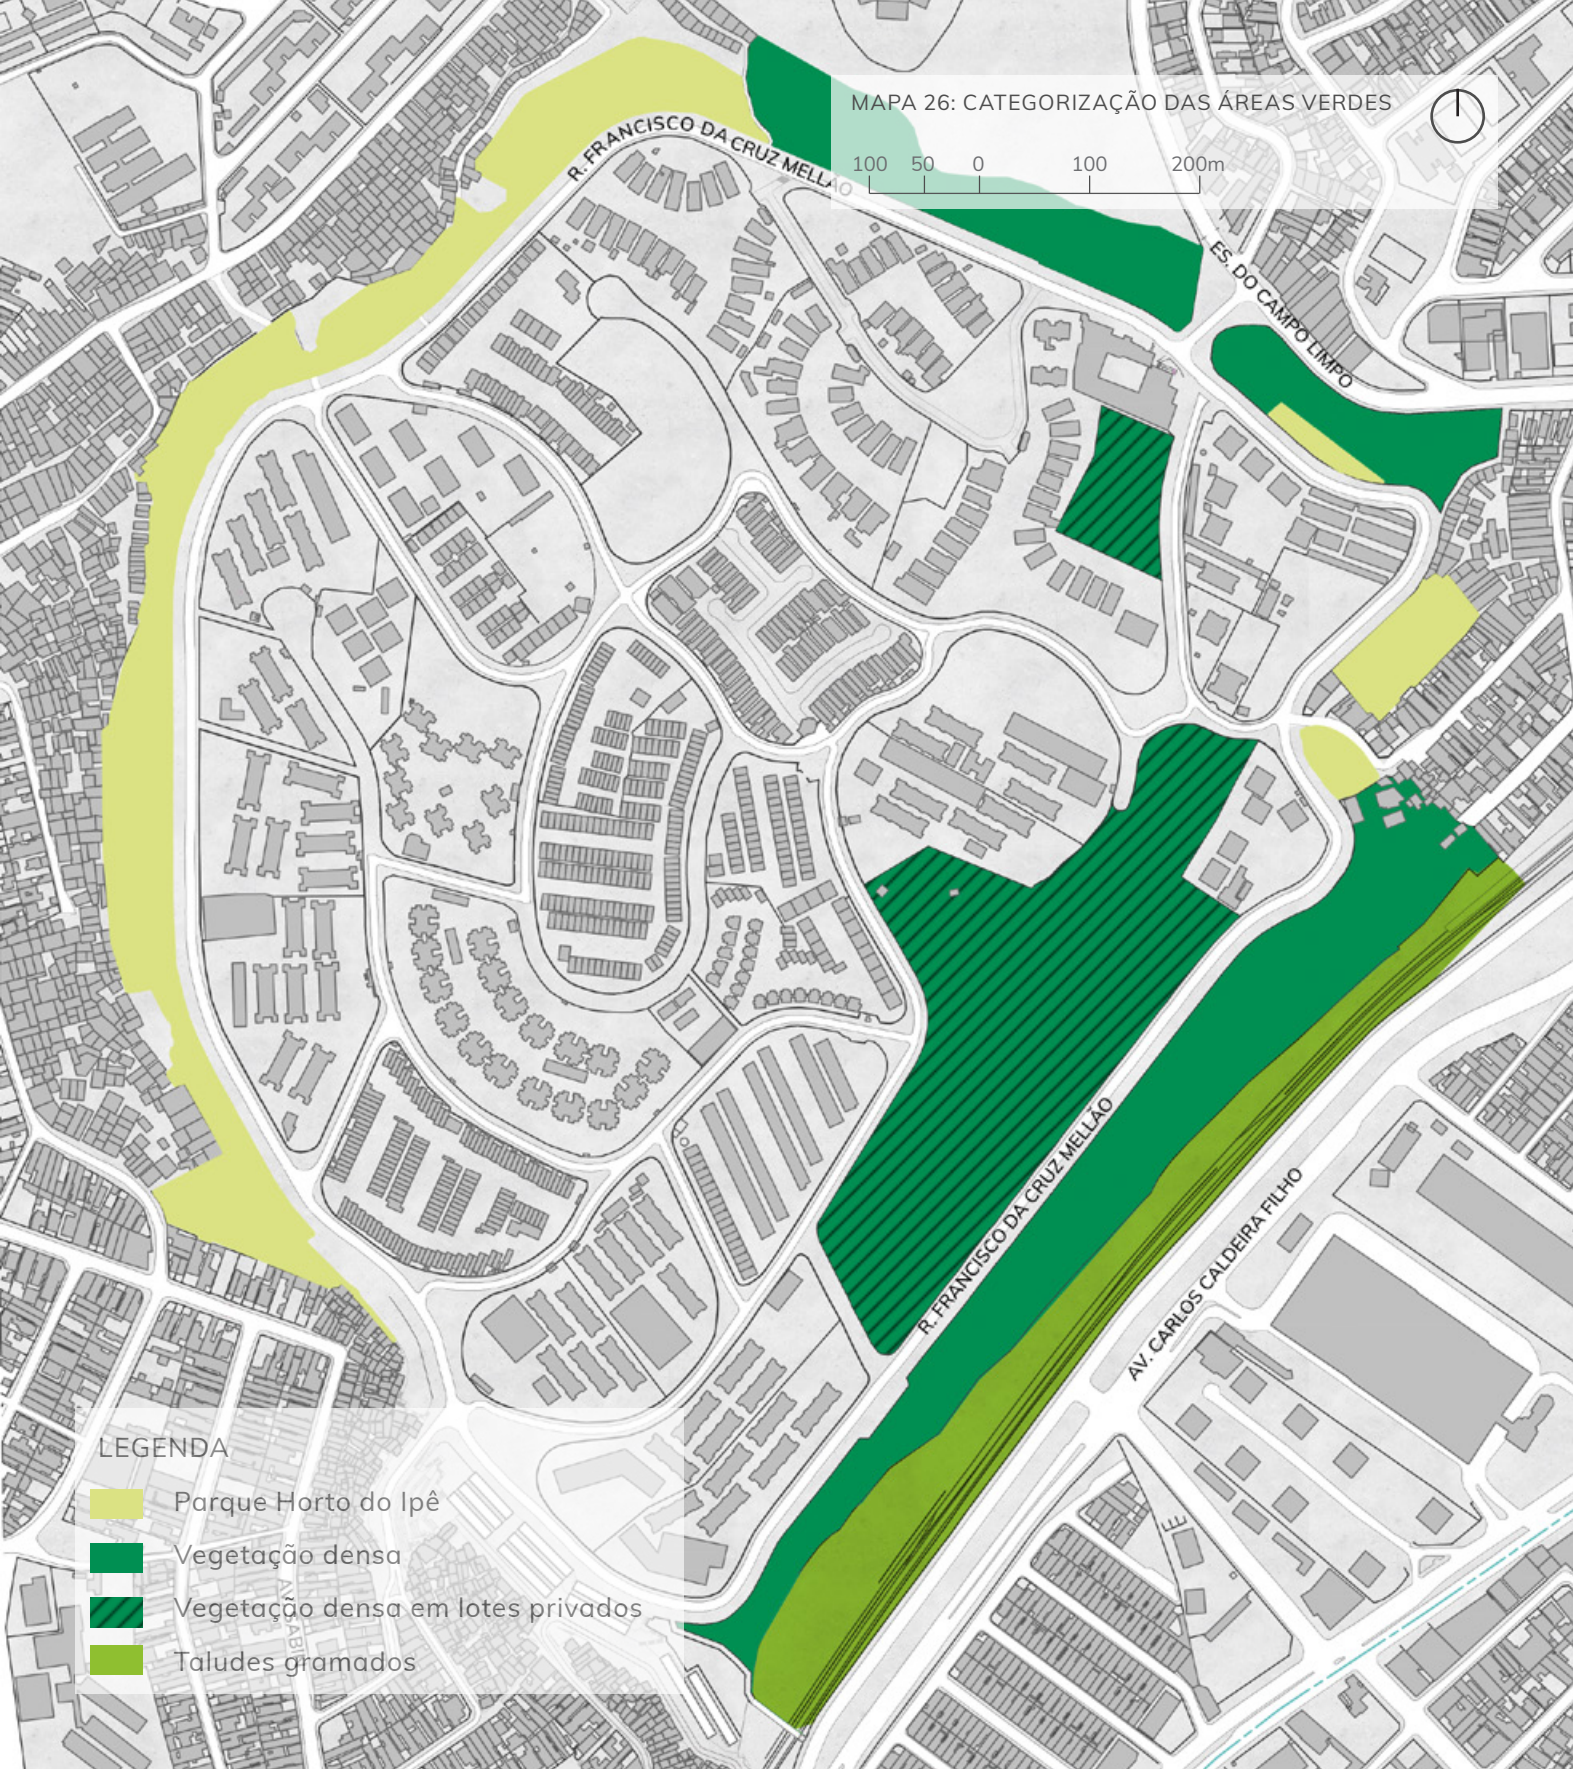 MAPA 26: CATEGORIZAÇÃO DAS ÁREAS VERDES
100 50 0 100 200m
R. FRANCISCO DA CRUZ MELLÃO
ES. DO CAMPO LIMPO
R. FRANCISCO DA CRUZ MELLÃO
AV. CARLOS CALDEIRA FILHO
LEGENDA
Parque Horto do Ipê
Vegetação densa
Vegetação densa em lotes privados
Taludes gramados